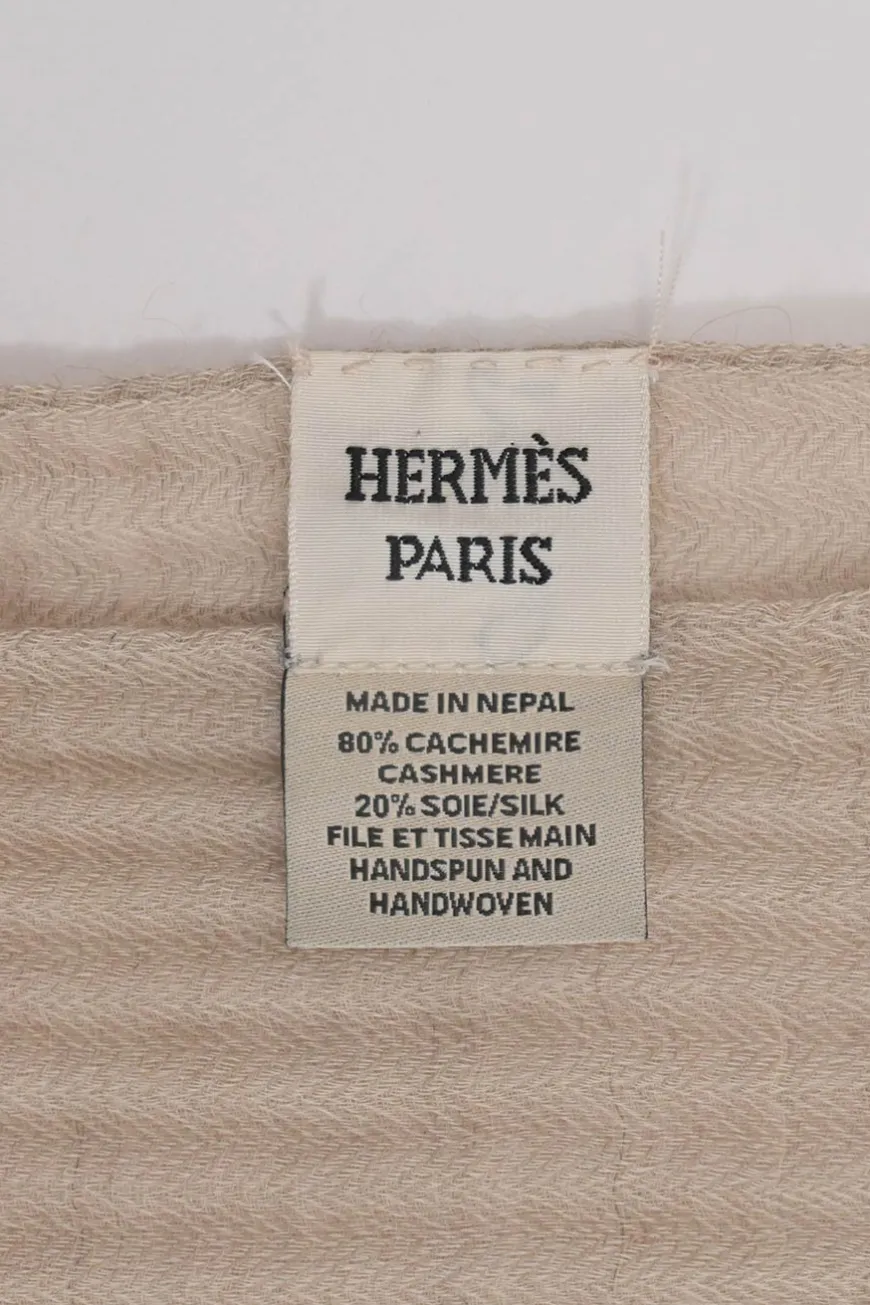 HERMÈS
PARIS
MADE IN NEPAL
80% CACHEMIRE
CASHMERE
20% SOIE/SILK
FILE ET TISSE MAIN
HANDSPUN AND
HANDWOVEN